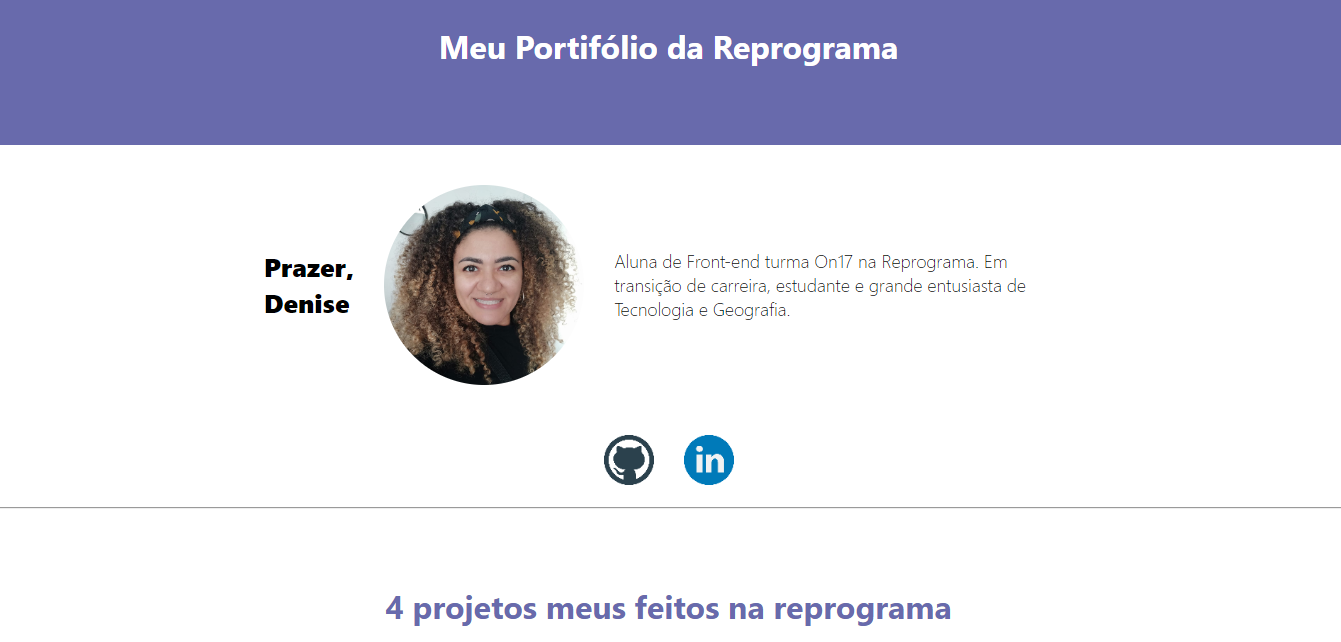 Meu Portifólio da Reprograma
Prazer,
Denise
Aluna de Front-end turma On17 na Reprograma. Em
transição de carreira, estudante e grande entusiasta de
Tecnologia e Geografia.
in
4 projetos meus feitos na reprograma